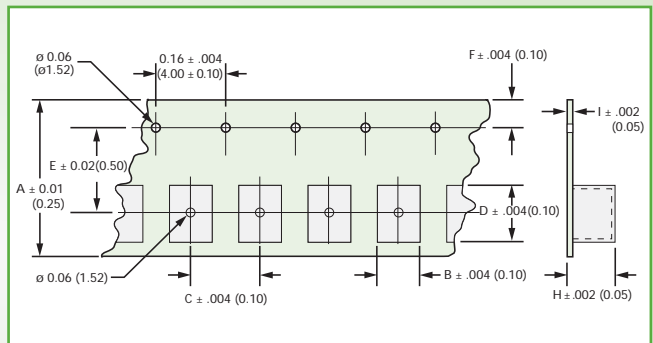 ø 0.06
(ø1.52)
0.16 ± .004
(4.00 ± 0.10)
F ± .004 (0.10)
I ± .002
(0.05)
E ± 0.02(0.50)
A ± 0.01
(0.25)
D ± .004(0.10)
ø 0.06 (1.52)
C ± .004 (0.10)
B ± .004 (0.10)
H ±.002 (0.05)